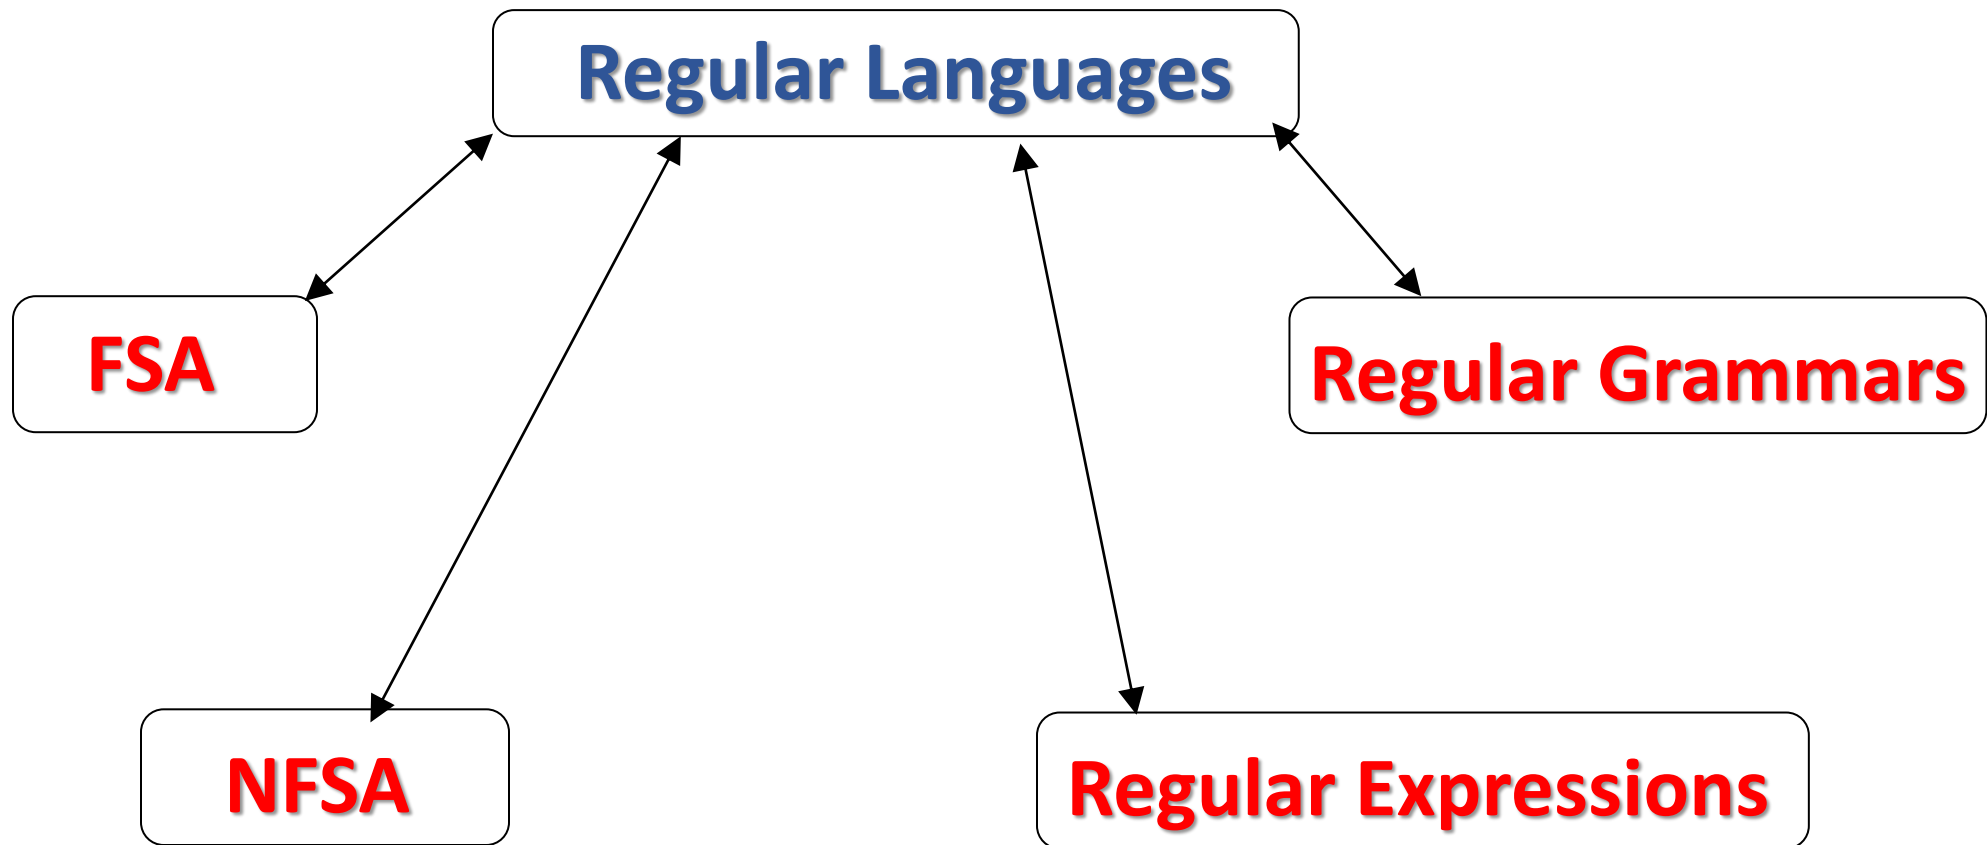 Regular Languages
FSA
Regular Grammars
NFSA
Regular Expressions